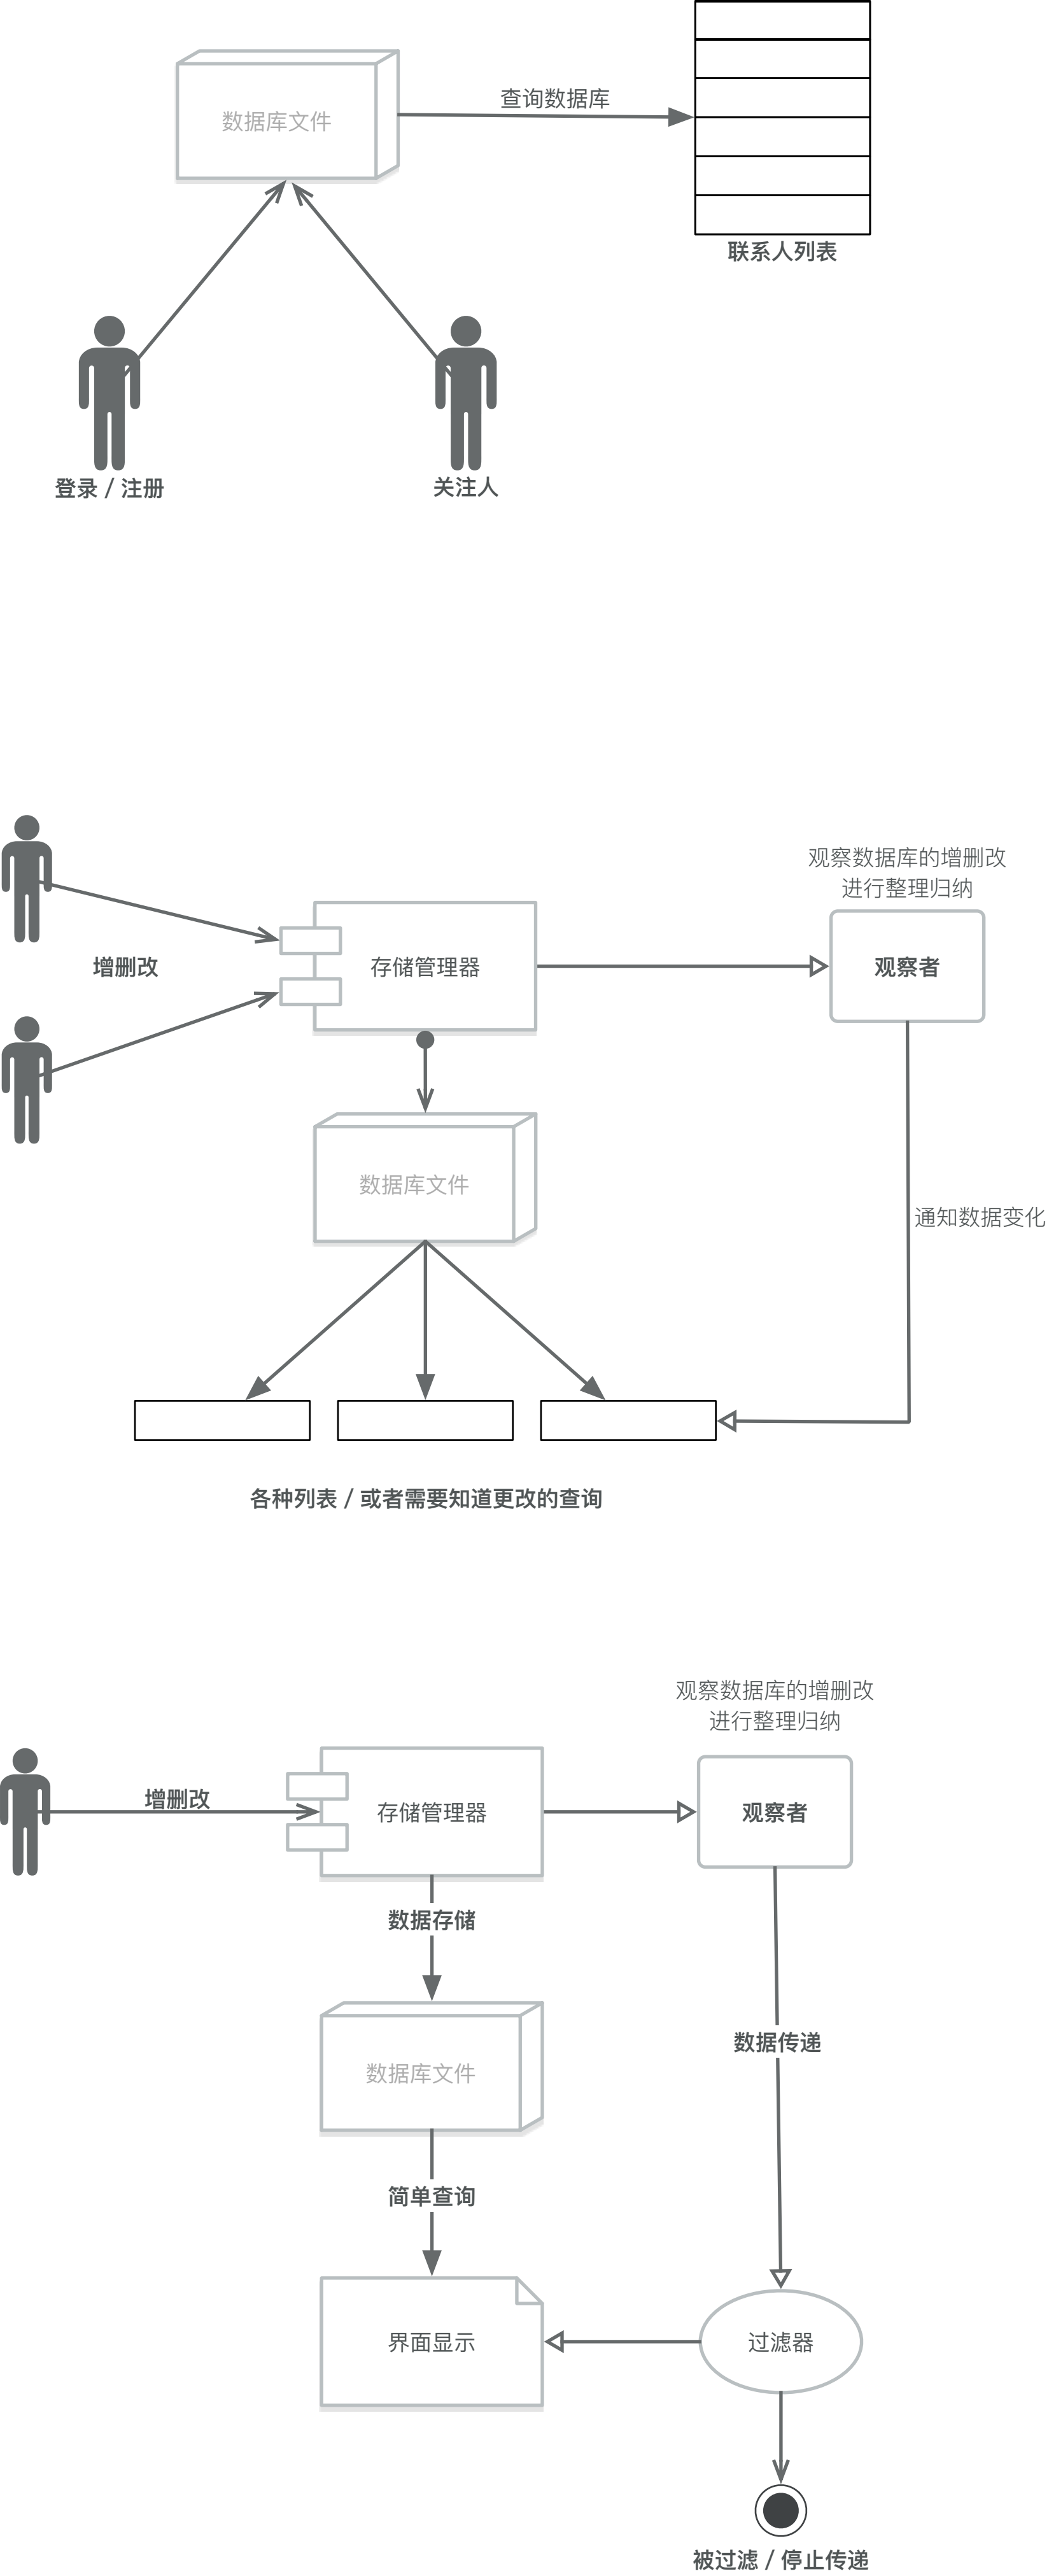 数据库文件
查询数据库
联系人列表
登录 / 注册
关注人
观察数据库的增删改
进行整理归纳
增删改
存储管理器
观察者
数据库文件
通知数据变化
各种列表 / 或者需要知道更改的查询
观察数据库的增删改
进行整理归纳
增删改
存储管理器
观察者
数据存储
数据传递
数据库文件
简单查询
界面显示
过滤器
被过滤 / 停止传递